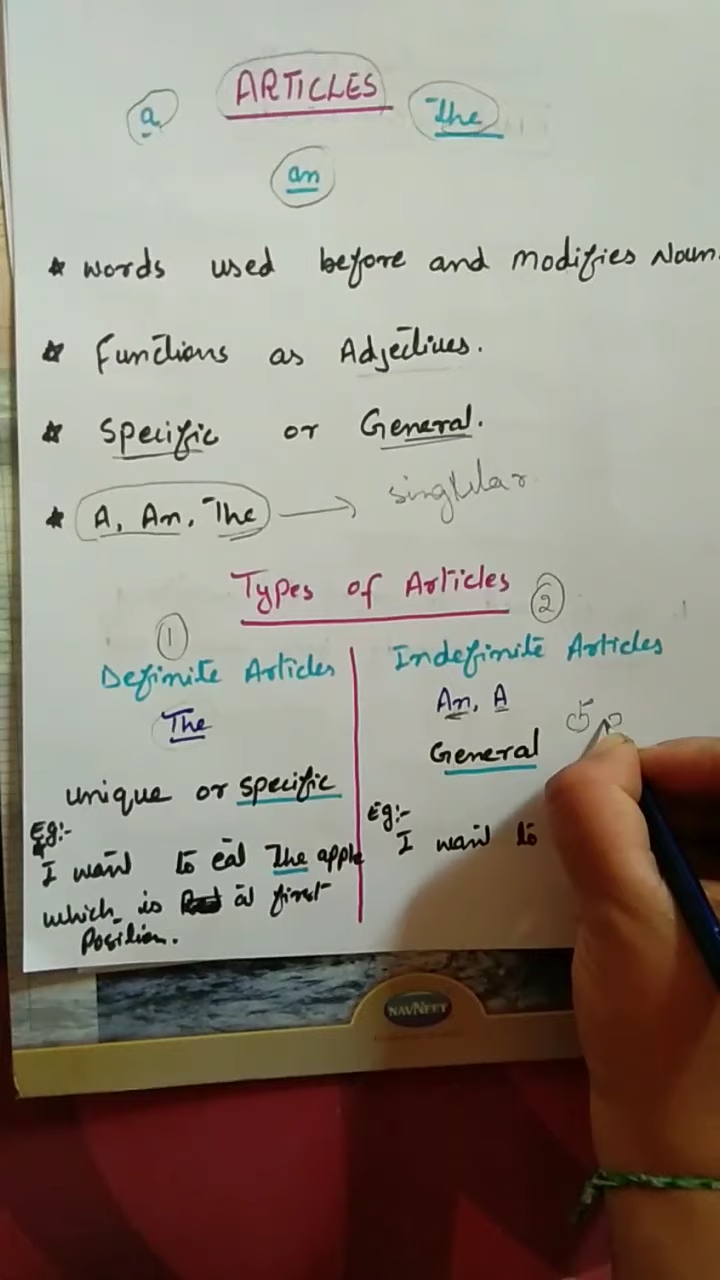 ARTICLES
a The
an
* words used before and modifies Noun.
* Functions as Adjectives.
* Specific or General.
* A, An, The → singular
Types of Articles
1 2
Definite Articles
The
unique or specific
Eg:-
I want to eat The apple
which is at first
Position.
Indefinite Articles
An, A
General
Eg:-
I want to
NAVNEET